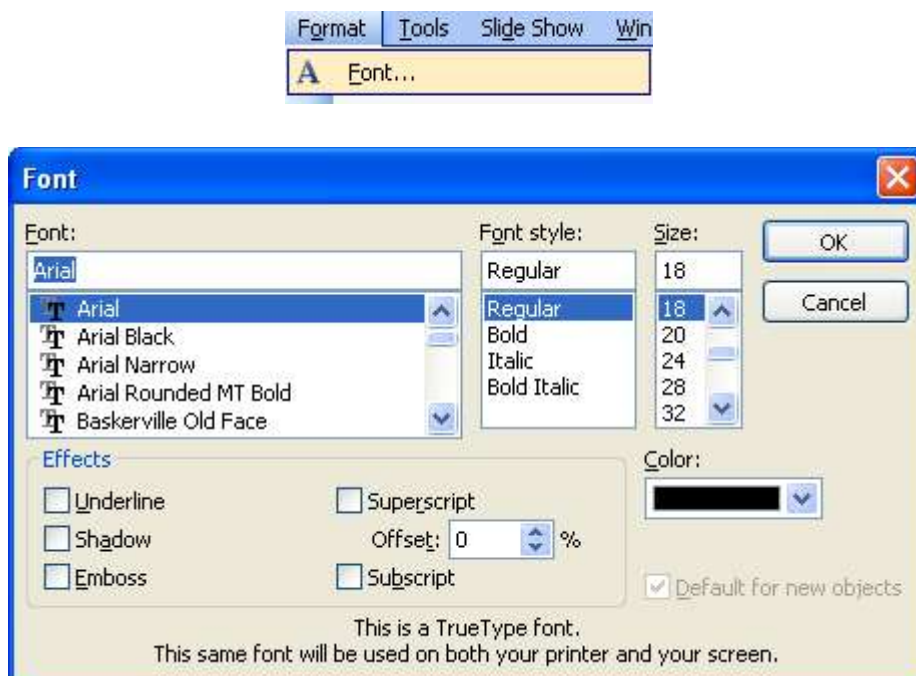 Format Tools Slide Show Win
A Font...
Font
Font: Font style: Size:
Arial Regular 18
Arial
Arial Black
Arial Narrow
Arial Rounded MT Bold
Baskerville Old Face
Regular
Bold
Italic
Bold Italic
18
20
24
28
32
OK
Cancel
Effects
Underline
Shadow
Emboss
Superscript
Offset: 0 %
Subscript
Color:
Default for new objects
This is a TrueType font.
This same font will be used on both your printer and your screen.